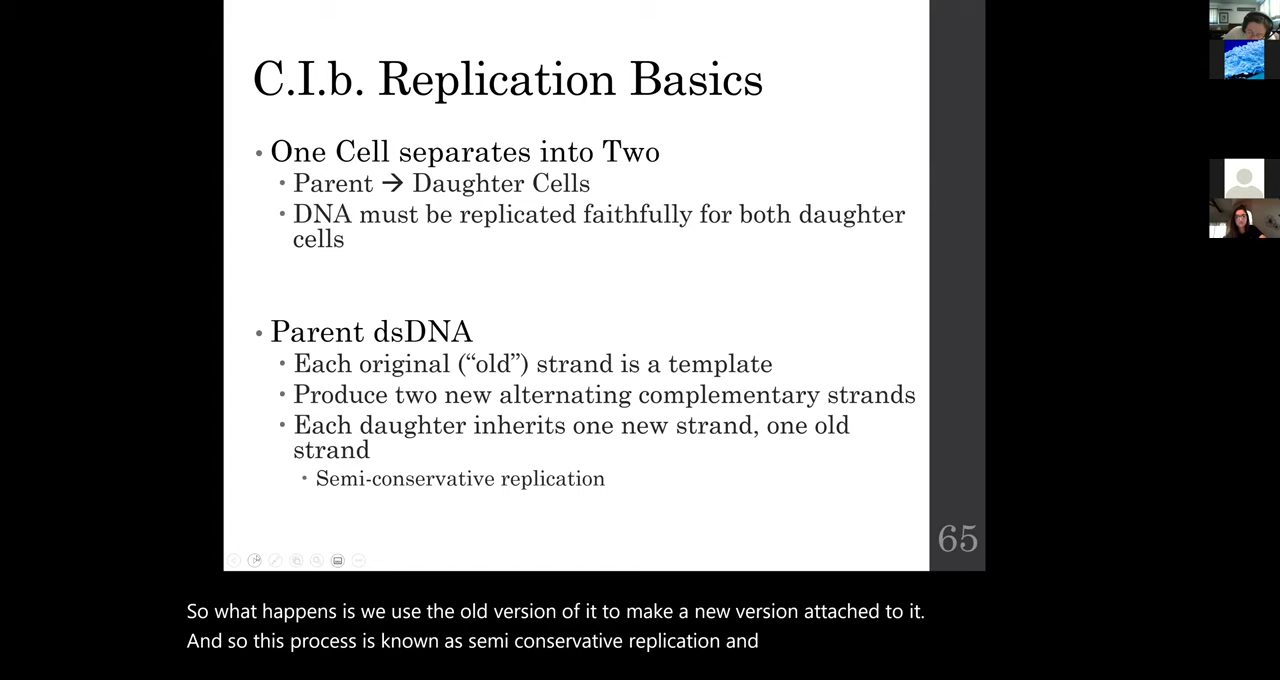 C.I.b. Replication Basics
• One Cell separates into Two
• Parent → Daughter Cells
• DNA must be replicated faithfully for both daughter
cells
• Parent dsDNA
• Each original (“old”) strand is a template
• Produce two new alternating complementary strands
• Each daughter inherits one new strand, one old
strand
• Semi-conservative replication
65
So what happens is we use the old version of it to make a new version attached to it.
And so this process is known as semi conservative replication and